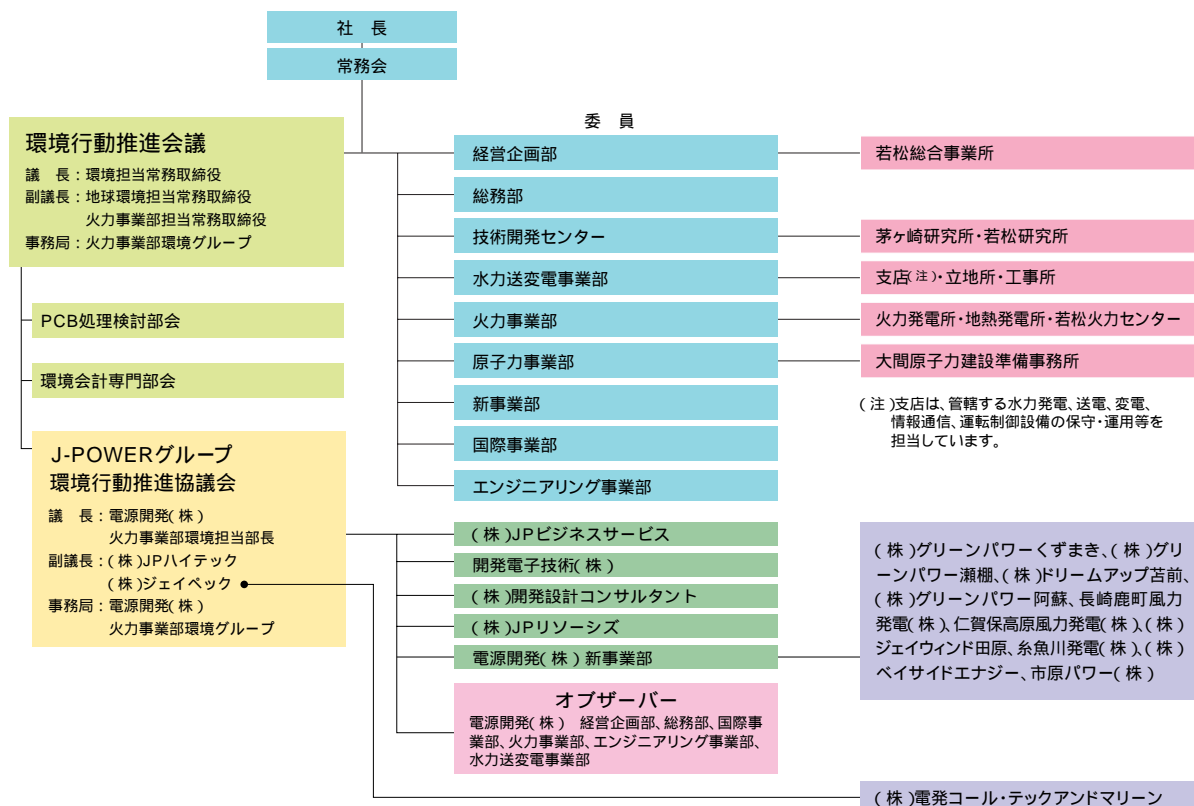 社 長
常務会
環境行動推進会議
議 長：環境担当常務取締役
副議長：地球環境担当常務取締役
火力事業部担当常務取締役
事務局：火力事業部環境グループ
PCB処理検討部会
環境会計専門部会
J-POWERグループ
環境行動推進協議会
議 長：電源開発(株)
火力事業部環境担当部長
副議長：(株)JPハイテック
(株)ジェイペック
事務局：電源開発(株)
火力事業部環境グループ
委 員
経営企画部
総務部
技術開発センター
水力送変電事業部
火力事業部
原子力事業部
新事業部
国際事業部
エンジニアリング事業部
若松総合事業所
茅ヶ崎研究所・若松研究所
支店(注)・立地所・工事所
火力発電所・地熱発電所・若松火力センター
大間原子力建設準備事務所
(注)支店は、管轄する水力発電、送電、変電、
情報通信、運転制御設備の保守・運用等を
担当しています。
(株)JPビジネスサービス
開発電子技術(株)
(株)開発設計コンサルタント
(株)JPリソーシズ
電源開発(株)新事業部
オブザーバー
電源開発(株) 経営企画部、総務部、国際事
業部、火力事業部、エンジニアリング事業部、
水力送変電事業部
(株)グリーンパワーくずまき、(株)グリ
ーンパワー瀬棚、(株)ドリームアップ苫前、
(株)グリーンパワー阿蘇、長崎鹿町風力
発電(株)、仁賀保高原風力発電(株)、(株)
ジェイウィンド田原、糸魚川発電(株)、(株)
ベイサイドエナジー、市原パワー(株)
(株)電発コール・テックアンドマリーン